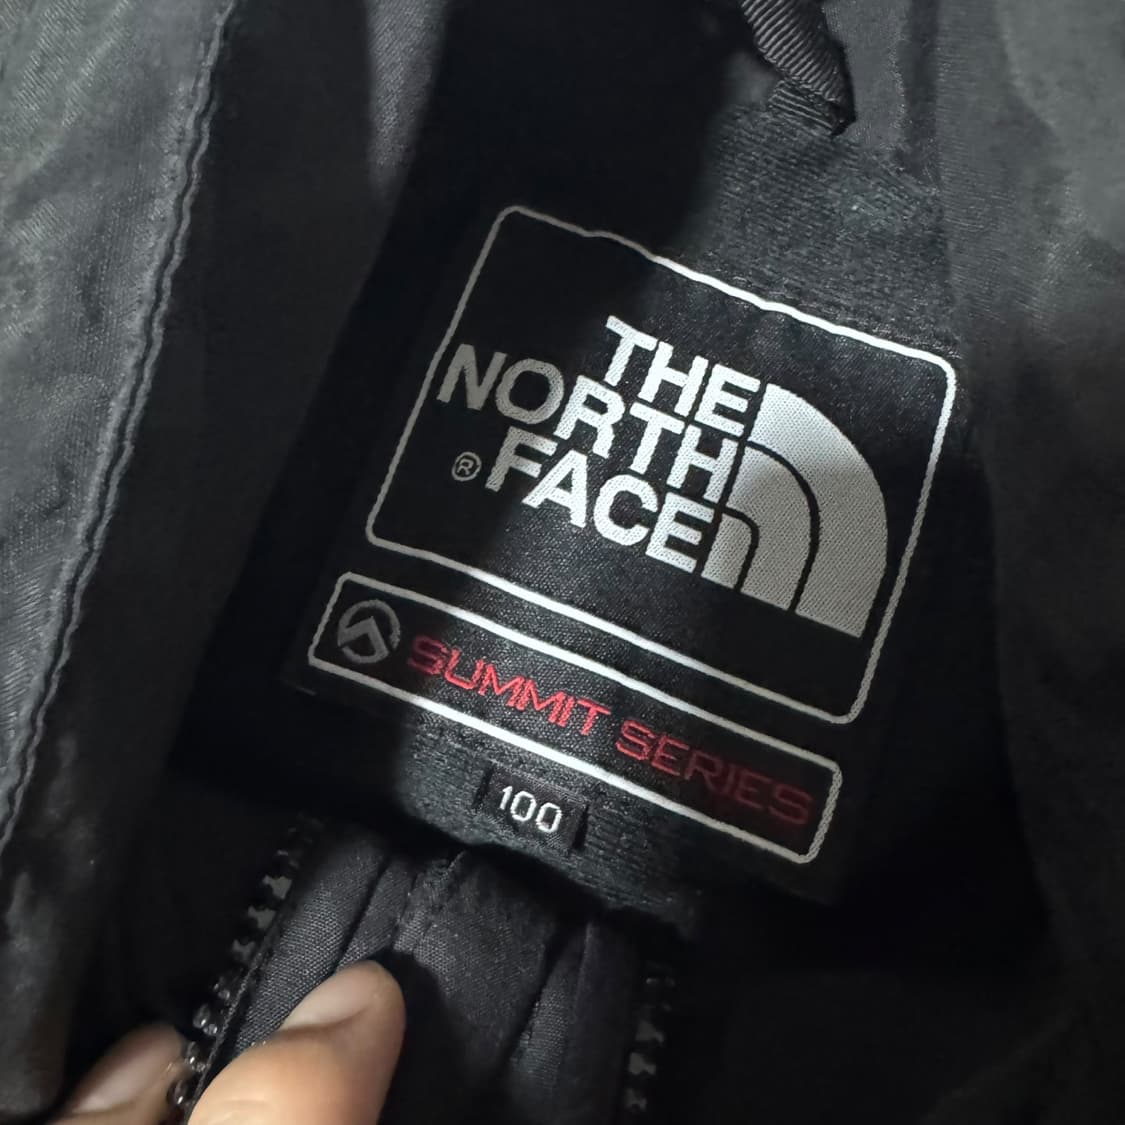 THE
NORTH
® FACE
SUMMIT SERIES
100